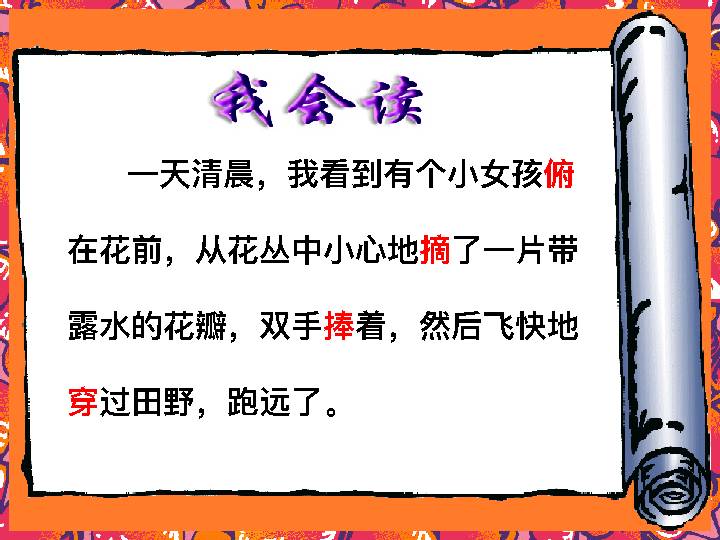 我会读
一天清晨，我看到有个小女孩俯
在花前，从花丛中小心地摘了一片带
露水的花瓣，双手捧着，然后飞快地
穿过田野，跑远了。